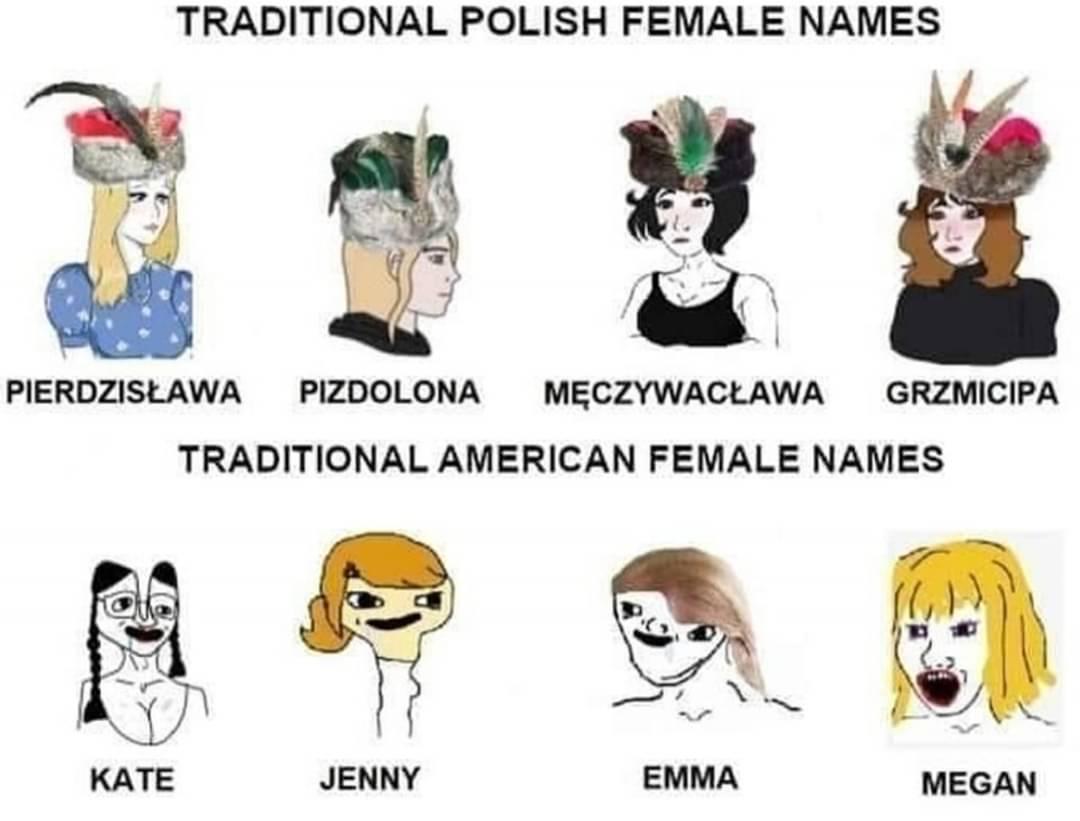 TRADITIONAL POLISH FEMALE NAMES
PIERDZISŁAWA PIZDOLONA MĘCZYWACŁAWA GRZMICIPA
TRADITIONAL AMERICAN FEMALE NAMES
KATE JENNY EMMA MEGAN